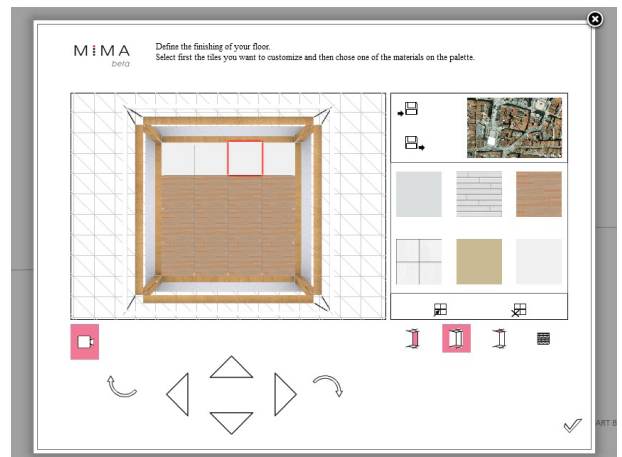 MIMA
beta
Define the finishing of your floor.
Select first the tiles you want to customize and then chose one of the materials on the palette.
ART B